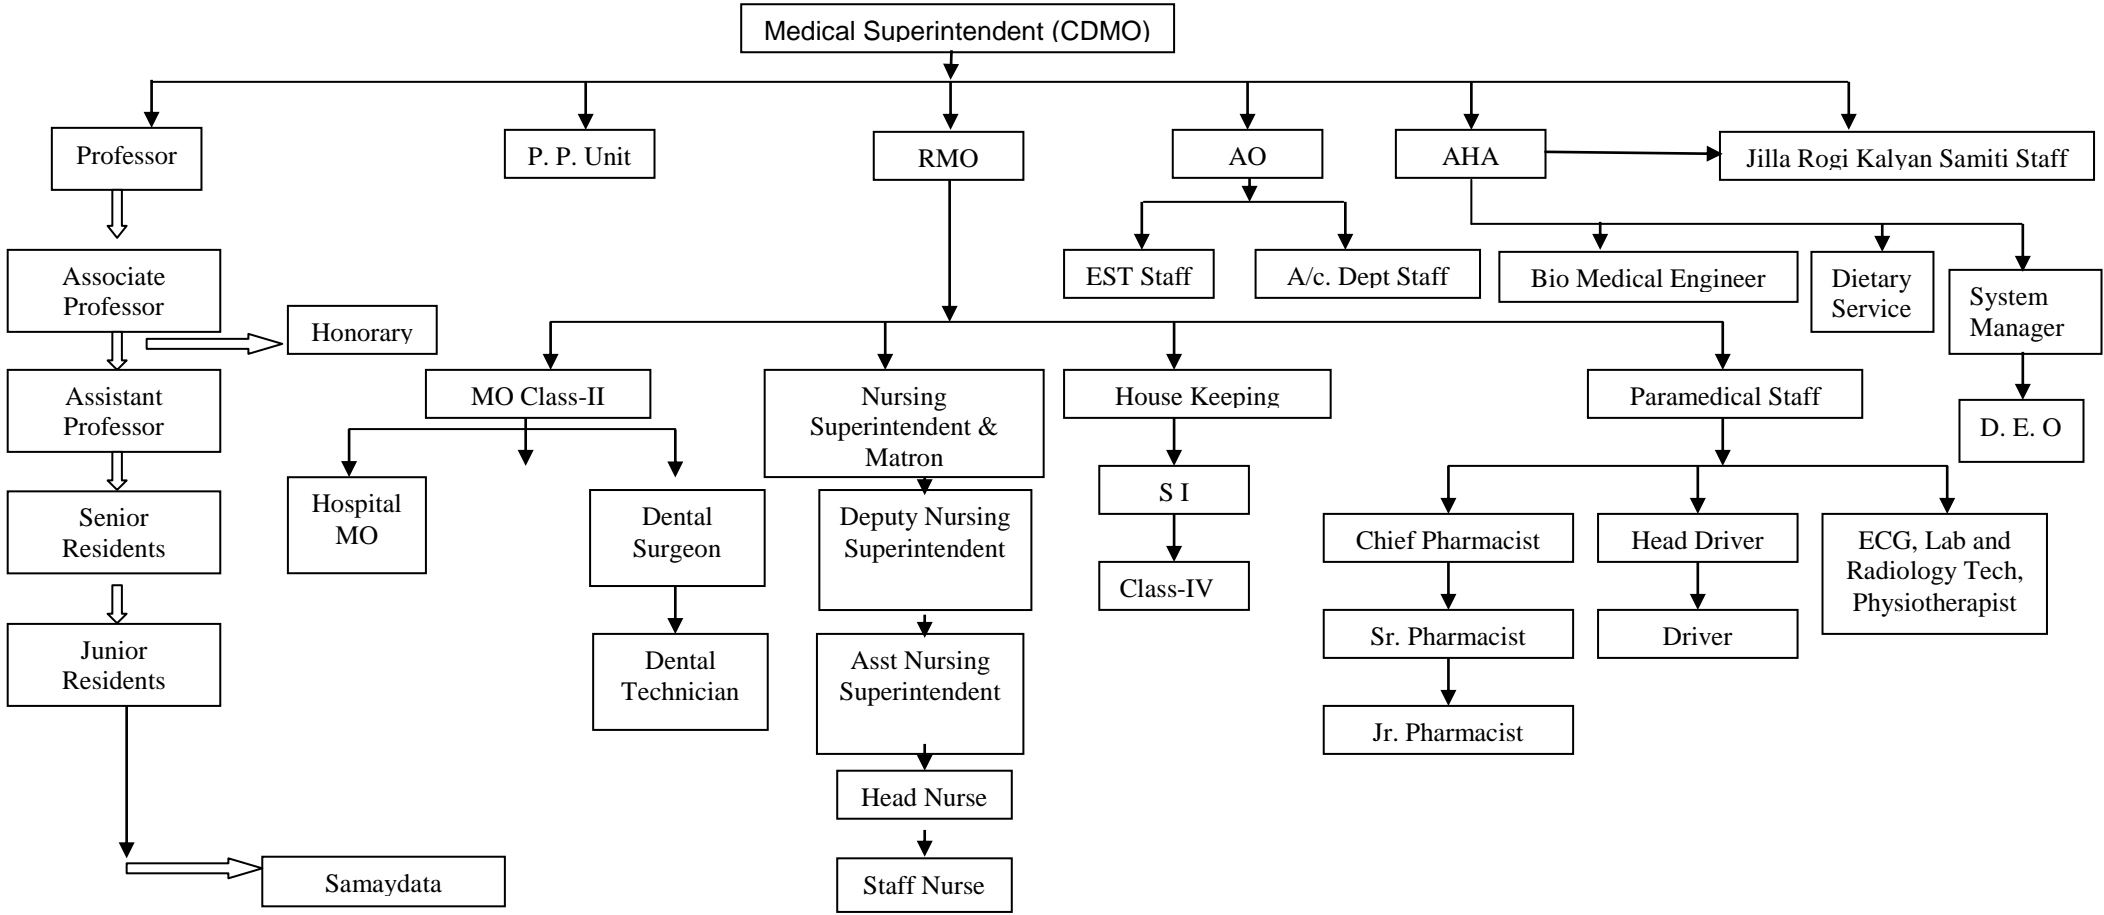 Medical Superintendent (CDMO)
Professor
P. P. Unit
RMO
AO
AHA
Jilla Rogi Kalyan Samiti Staff
EST Staff
A/c. Dept Staff
Bio Medical Engineer
Dietary
Service
System
Manager
Associate
Professor
Honorary
Assistant
Professor
MO Class-II
Nursing
Superintendent &
Matron
House Keeping
Paramedical Staff
D. E. O
Senior
Residents
Hospital
MO
Dental
Surgeon
Deputy Nursing
Superintendent
S I
Chief Pharmacist
Head Driver
ECG, Lab and
Radiology Tech,
Physiotherapist
Class-IV
Junior
Residents
Dental
Technician
Asst Nursing
Superintendent
Sr. Pharmacist
Driver
Jr. Pharmacist
Head Nurse
Samaydata
Staff Nurse